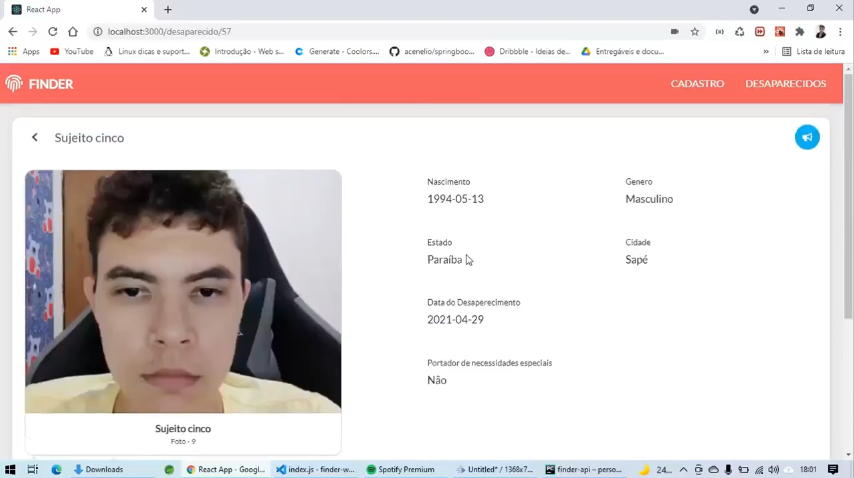 React App
localhost:3000/desaparecido/57
Apps
YouTube
Linux dicas e suport...
Introdução - Web s...
Generate - Coolors....
acenelio/springboo...
Dribbble - Ideias de...
Entregáveis e docu...
»
Lista de leitura
FINDER
CADASTRO
DESAPARECIDOS
Sujeito cinco
Nascimento
Genero
1994-05-13
Masculino
Estado
Cidade
Paraíba
Sapé
Data do Desaperecimento
2021-04-29
Portador de necessidades especiais
Não
Sujeito cinco
Foto - 9
Downloads
React App - Googl...
index.js - finder-w...
Spotify Premium
Untitled* / 1368x7...
finder-api – perso...
24...
18:01